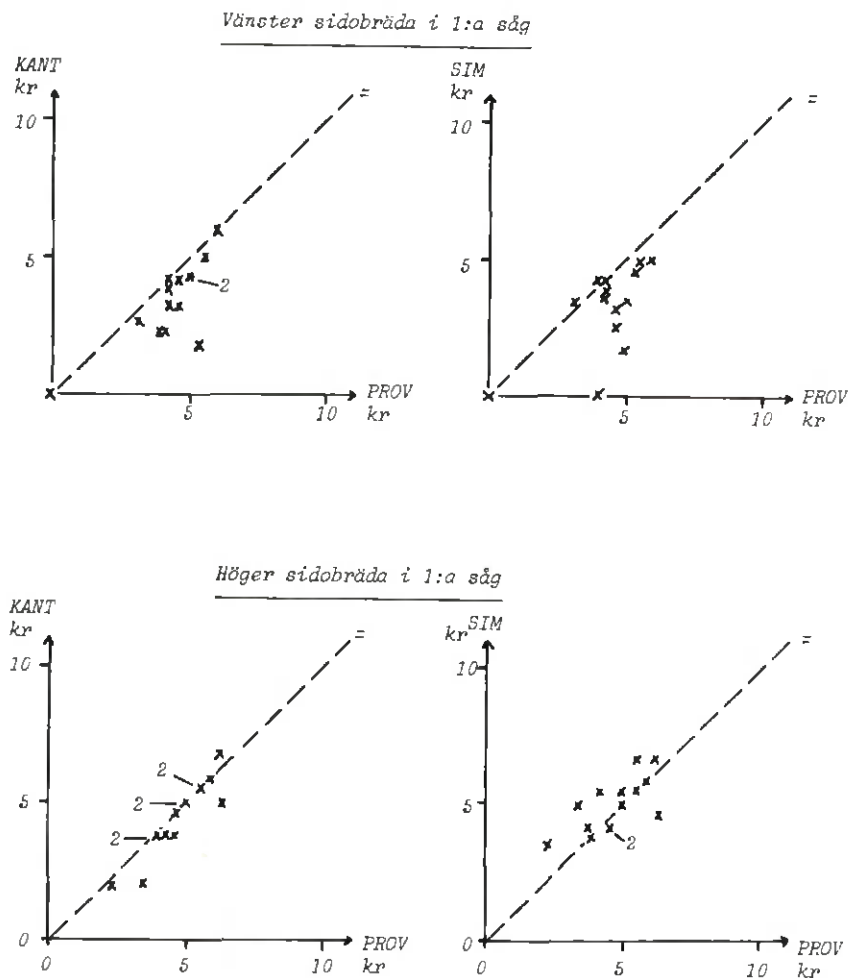 Vänster sidobräda i 1:a såg
KANT
kr
10
5
2
=
5
10
PROV
kr
SIM
kr
10
5
=
5
10
PROV
kr
Höger sidobräda i 1:a såg
KANT
kr
10
5
0
2
2
2
=
0
5
10
PROV
kr
kr SIM
10
5
0
2
=
0
5
10
PROV
kr